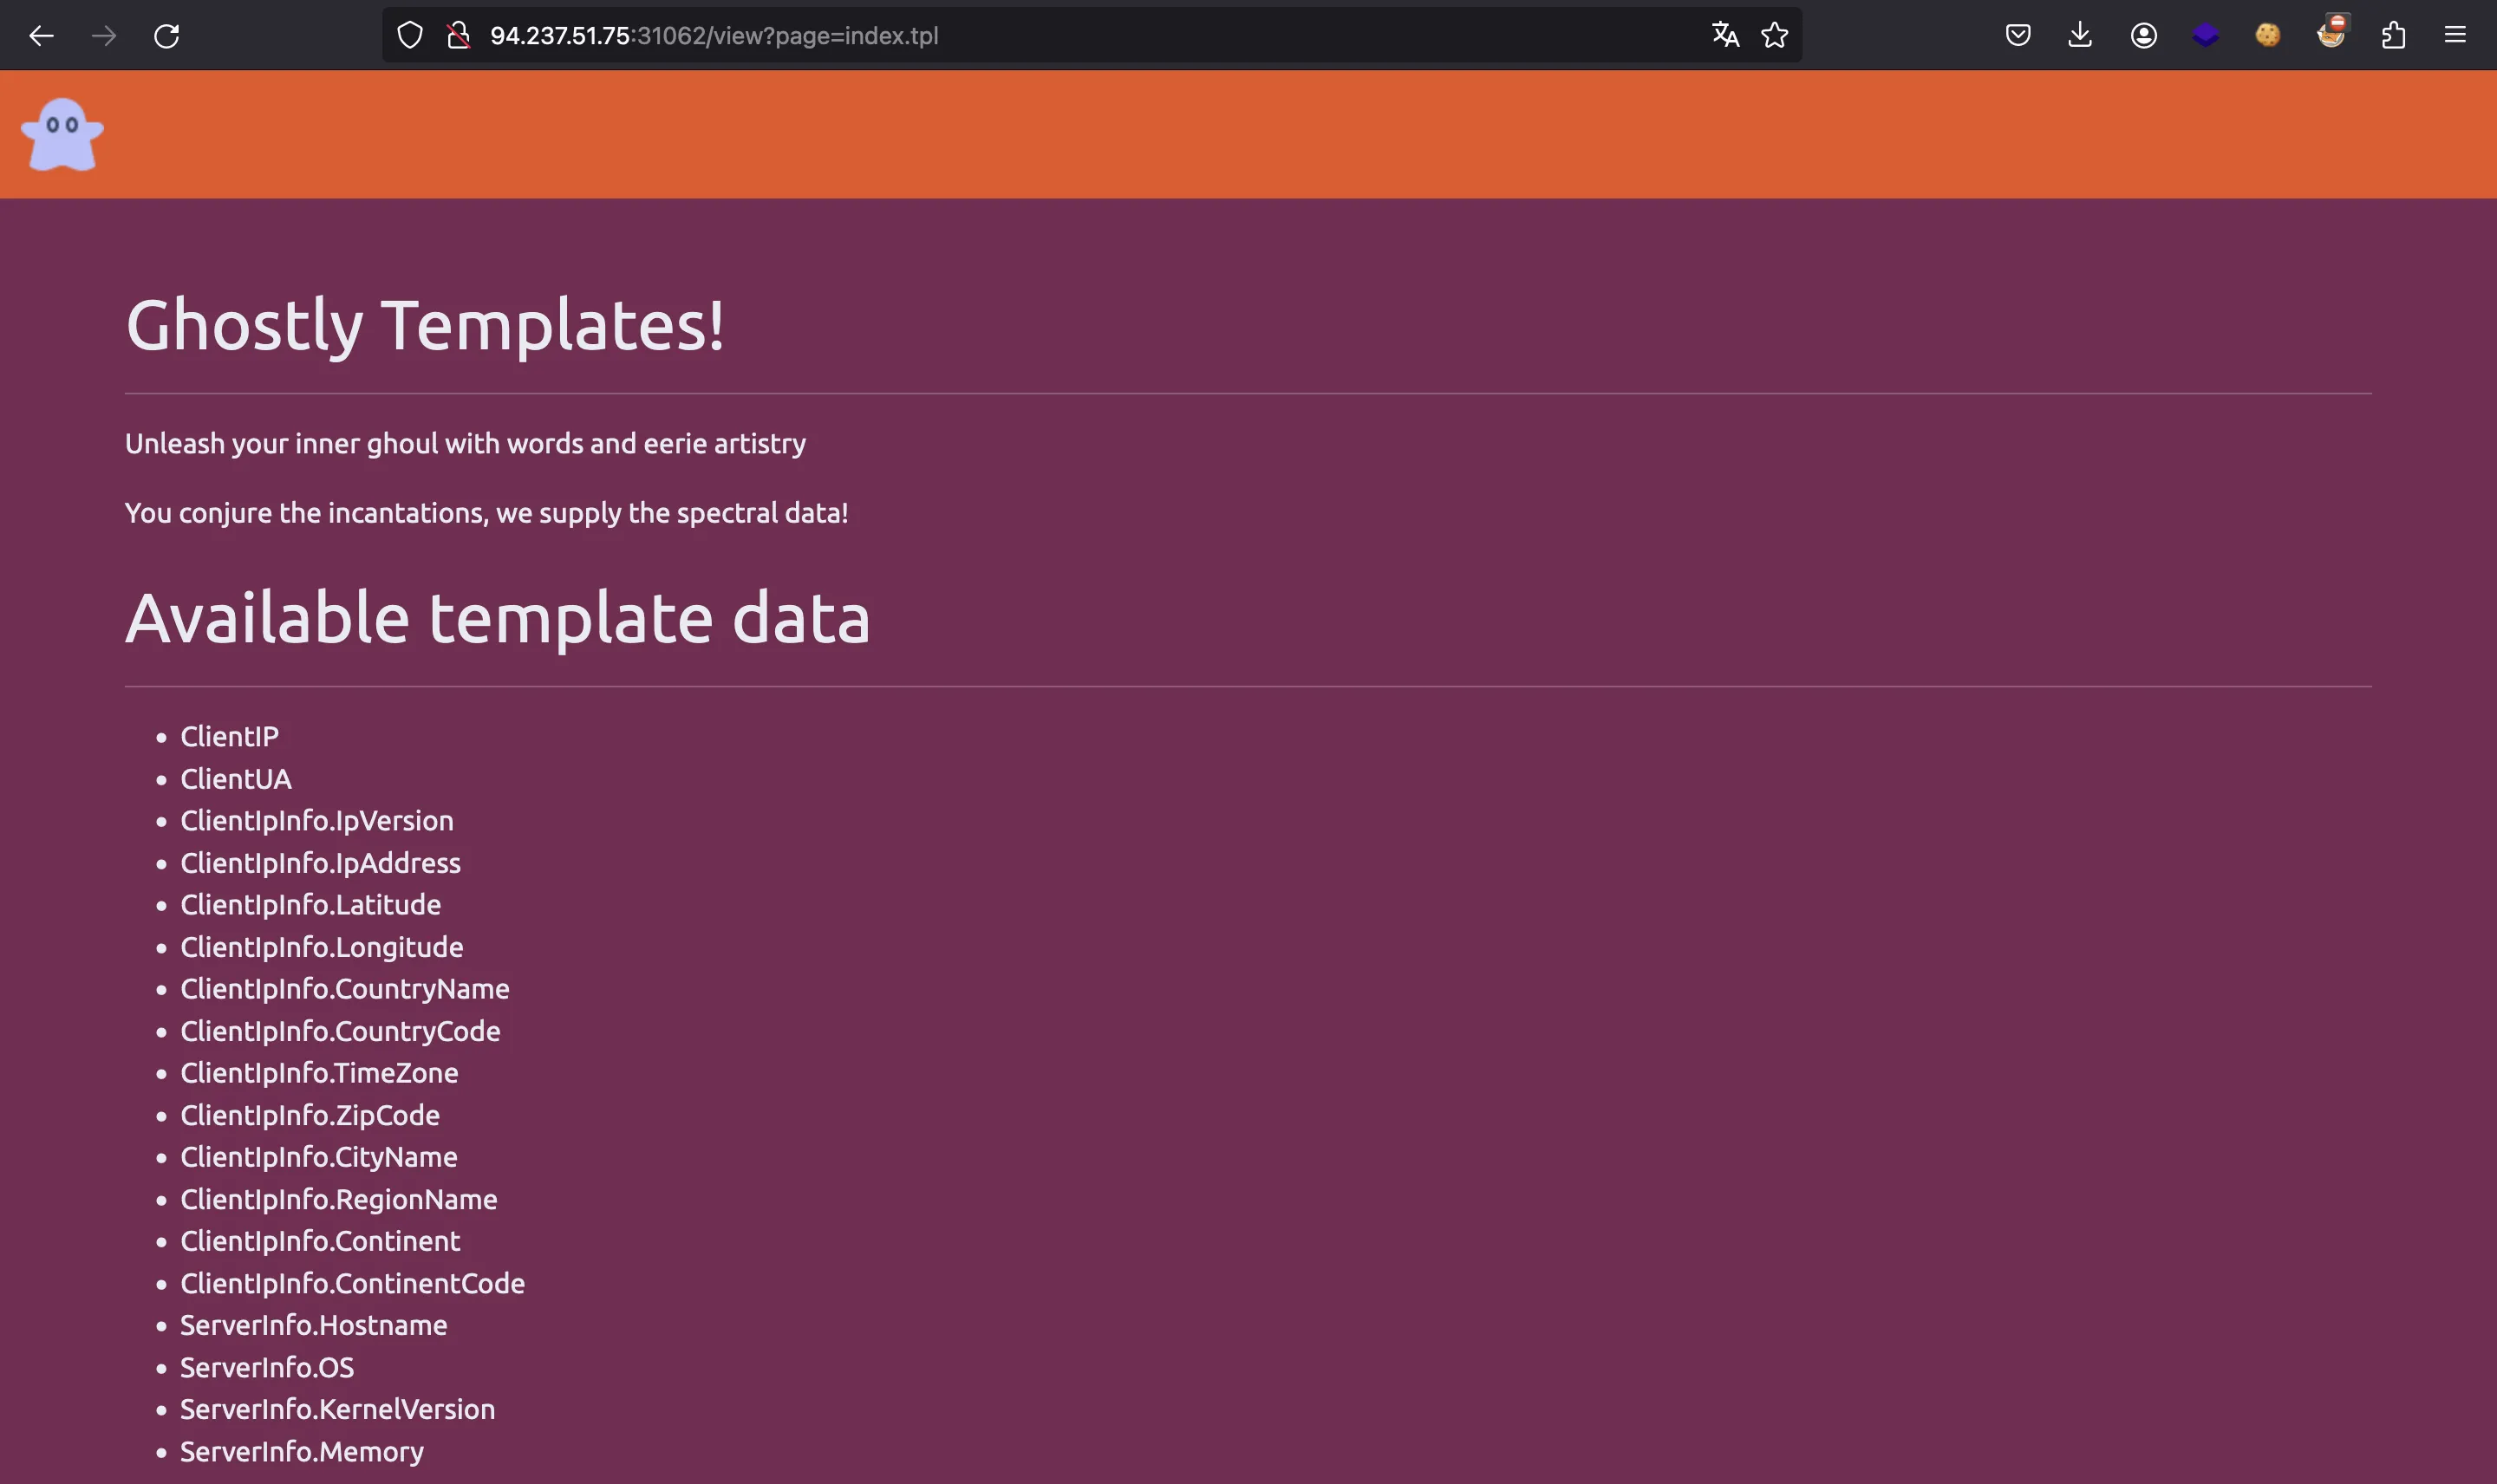 94.237.51.75:31062/view?page=index.tpl
Ghostly Templates!
Unleash your inner ghoul with words and eerie artistry
You conjure the incantations, we supply the spectral data!
Available template data
ClientIP
ClientUA
ClientIpInfo.IpVersion
ClientIpInfo.IpAddress
ClientIpInfo.Latitude
ClientIpInfo.Longitude
ClientIpInfo.CountryName
ClientIpInfo.CountryCode
ClientIpInfo.TimeZone
ClientIpInfo.ZipCode
ClientIpInfo.CityName
ClientIpInfo.RegionName
ClientIpInfo.Continent
ClientIpInfo.ContinentCode
ServerInfo.Hostname
ServerInfo.OS
ServerInfo.KernelVersion
ServerInfo.Memory